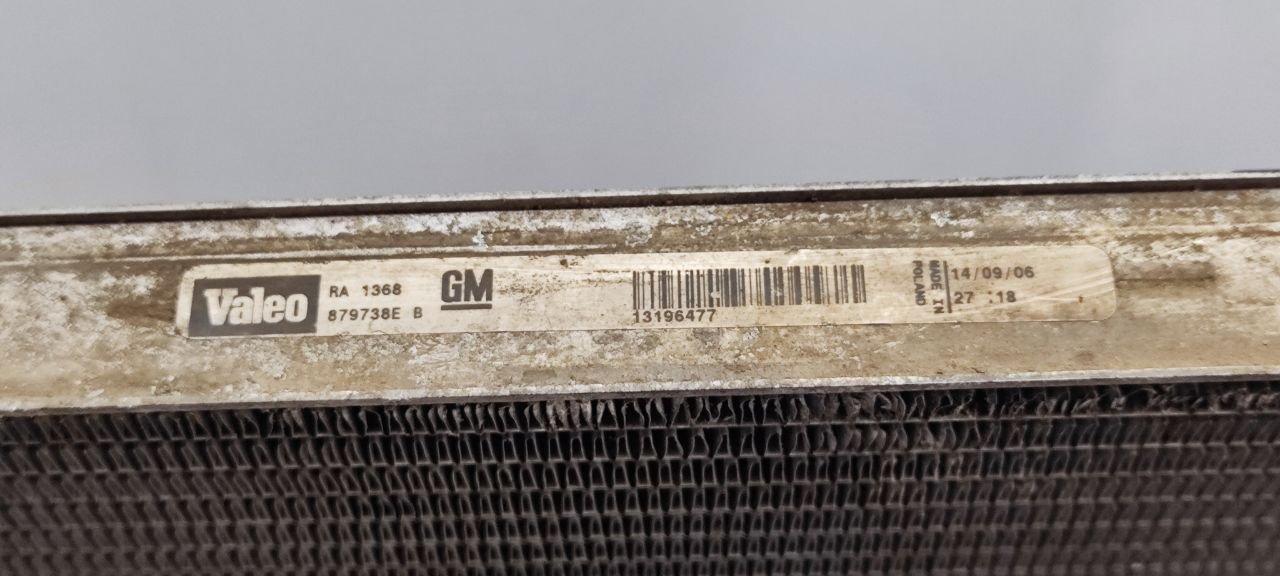 Valeo
RA 1368
879738E B
GM
13196477
MADE IN
POLAND
14/09/06
27 :18